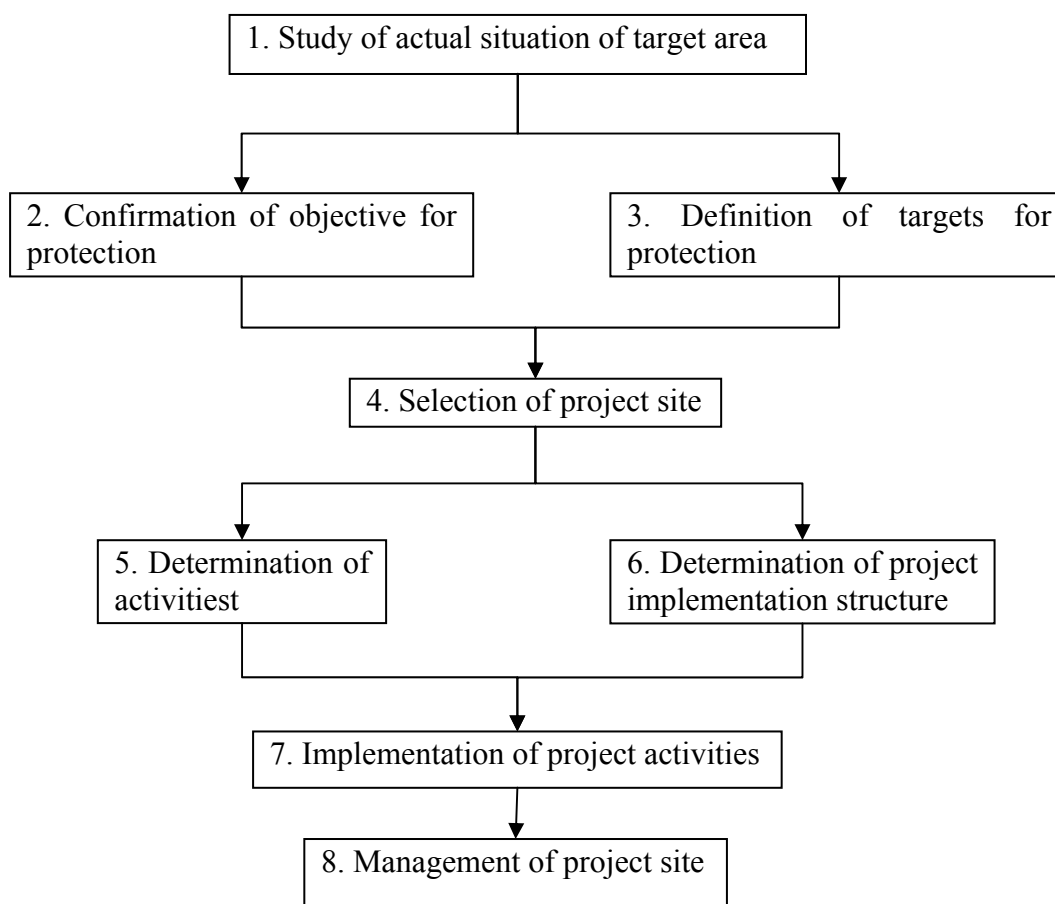 1. Study of actual situation of target area
2. Confirmation of objective for
protection
3. Definition of targets for
protection
4. Selection of project site
5. Determination of
activitiest
6. Determination of project
implementation structure
7. Implementation of project activities
8. Management of project site